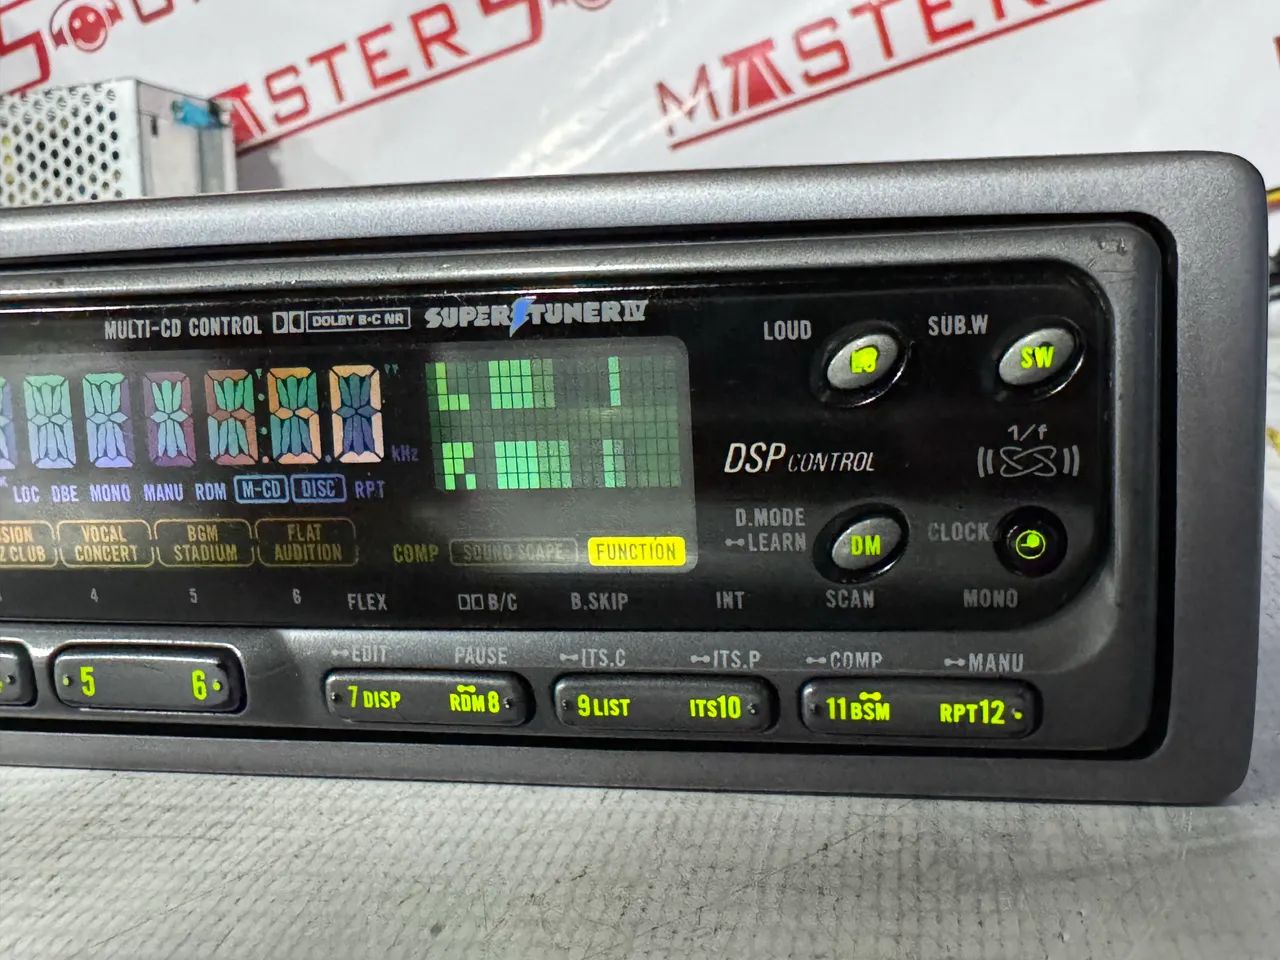 MASTER S
MASTER S
MULTI-CD CONTROL DOLBY B·C NR SUPER TUNER IV
LOUD
LO
SUB.W
SW
L
R
kHz
LOC DBE MONO MANU RDM M-CD DISC RPT
DSP CONTROL
1/f
SION
Z CLUB
VOCAL
CONCERT
BGM
STADIUM
FLAT
AUDITION
COMP SOUND SCAPE FUNCTION
D.MODE
LEARN
DM
CLOCK
4 5 6 FLEX B/C B.SKIP INT SCAN MONO
EDIT PAUSE ITS.C ITS.P COMP MANU
5 6 7 DISP RDM 8 9 LIST ITS 10 11 BSM RPT 12